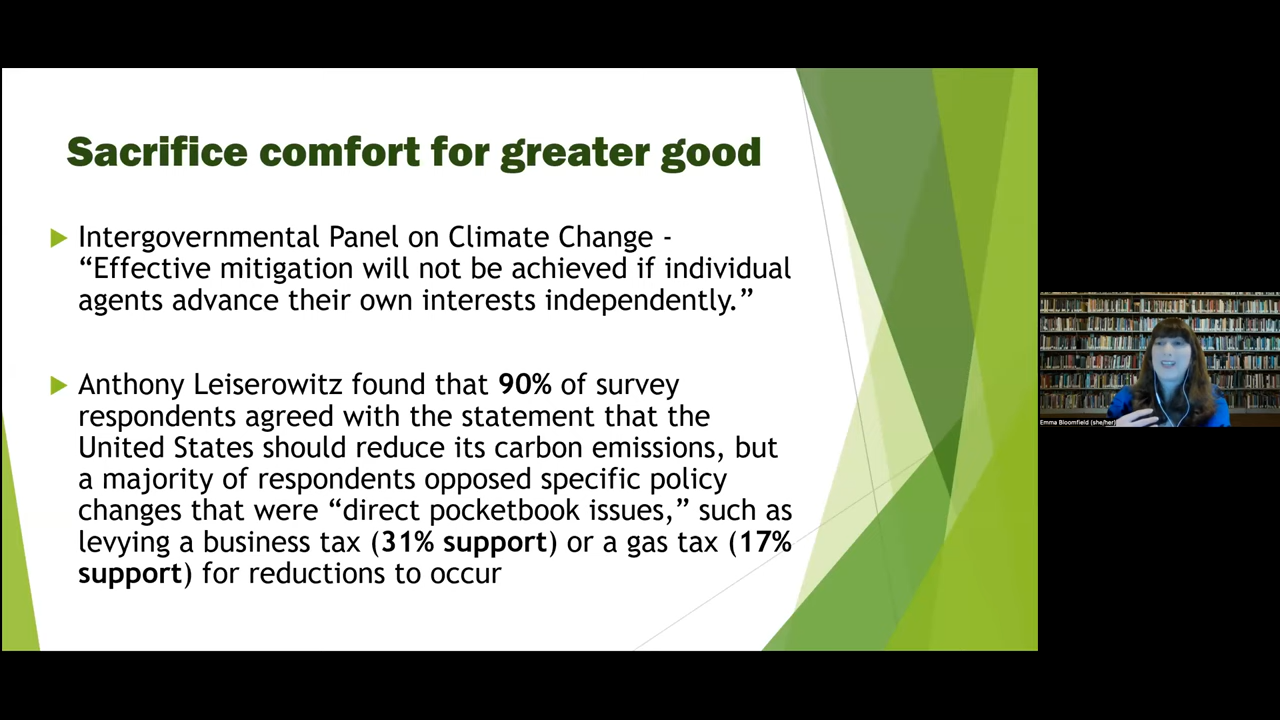 Sacrifice comfort for greater good
Intergovernmental Panel on Climate Change -
“Effective mitigation will not be achieved if individual
agents advance their own interests independently.”
Anthony Leiserowitz found that 90% of survey
respondents agreed with the statement that the
United States should reduce its carbon emissions, but
a majority of respondents opposed specific policy
changes that were “direct pocketbook issues,” such as
levying a business tax (31% support) or a gas tax (17%
support) for reductions to occur
Emma Bloomfield (she/her)